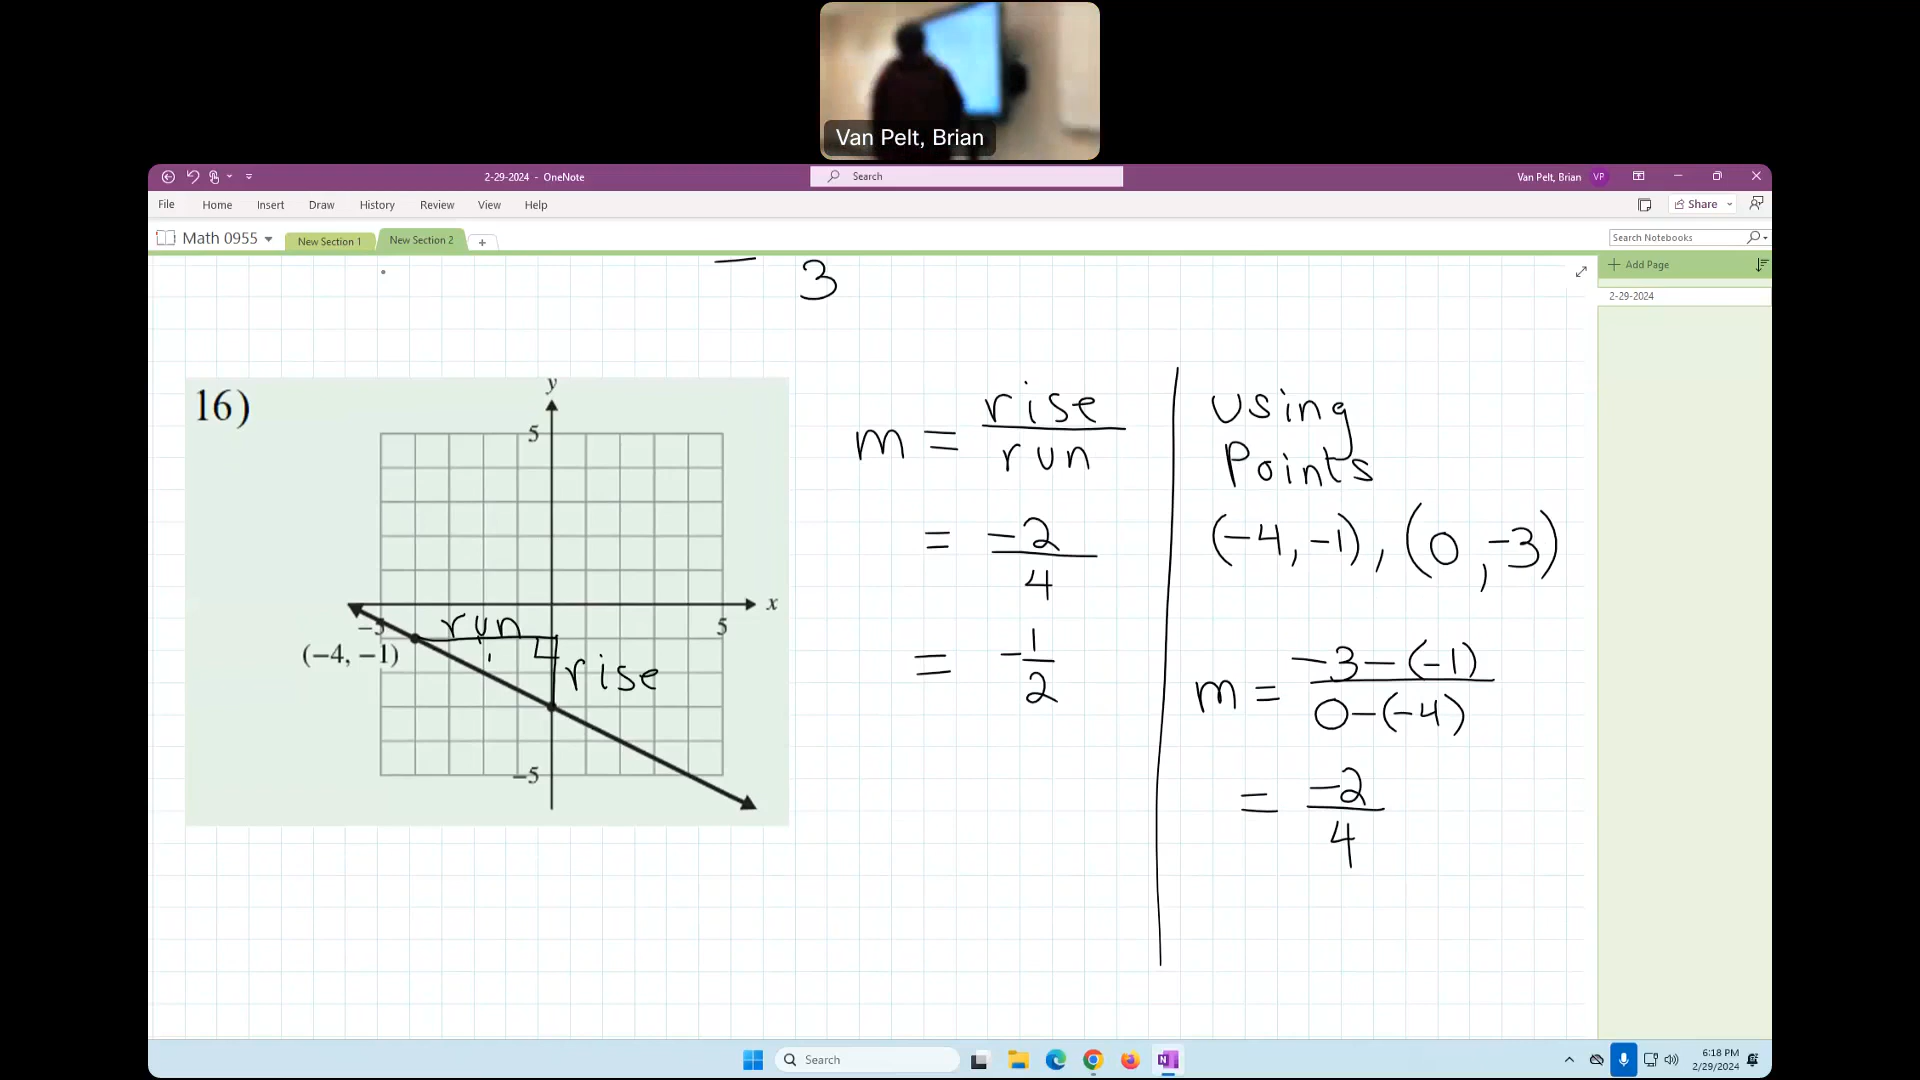 Van Pelt, Brian
2-29-2024 - OneNote
Search
Van Pelt, Brian VP
File Home Insert Draw History Review View Help
Share
Math 0955
New Section 1
New Section 2
+
Search Notebooks
+ Add Page
2-29-2024
= 3
16)
y
5
x
-5
5
(-4, -1)
-5
run
4
rise
m = rise/run
= -2/4
= -1/2
Using
Points
(-4, -1), (0, -3)
m = -3-(-1)/0-(-4)
= -2/4
Search
6:18 PM
2/29/2024